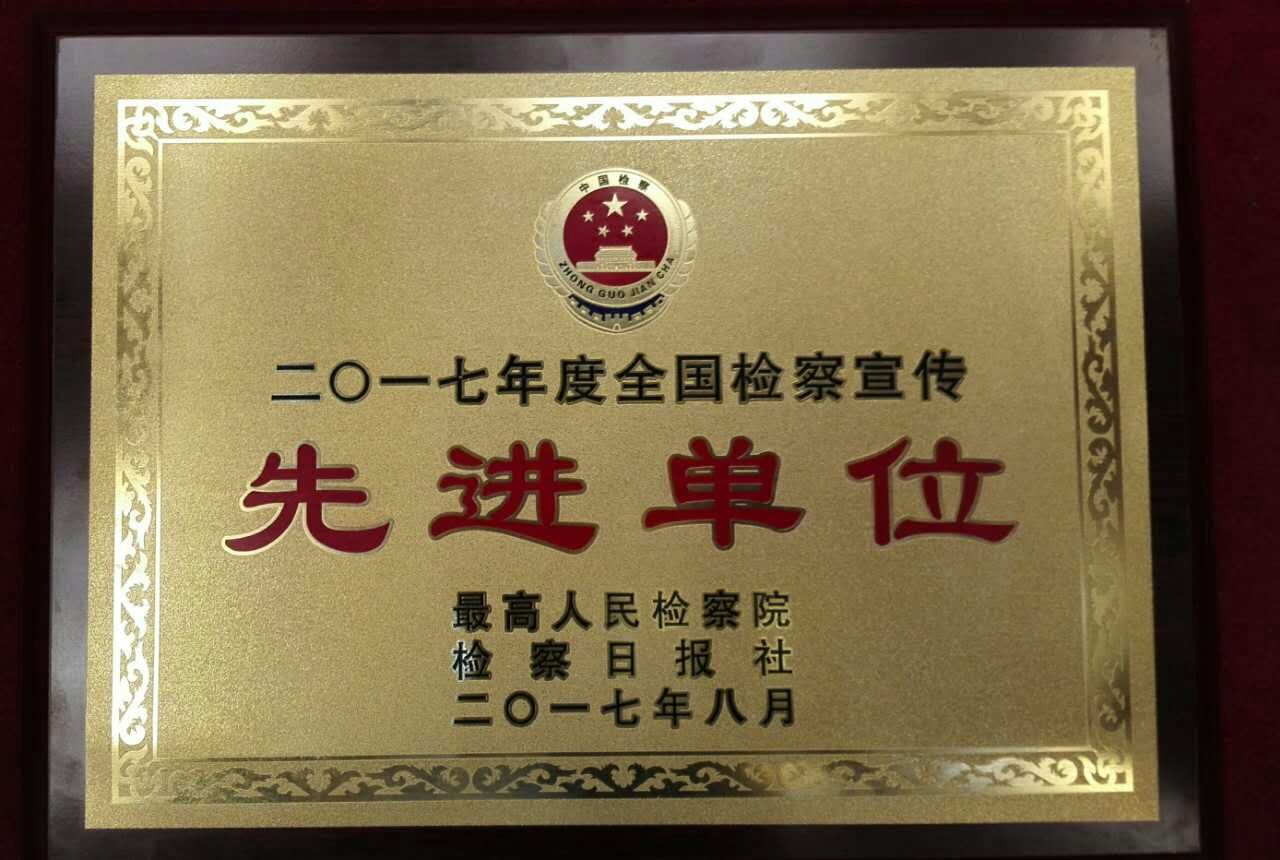 中国检察
ZHONG GUO JIAN CHA
二〇一七年度全国检察宣传
先进单位
最高人民检察院
检察日报社
二〇一七年八月